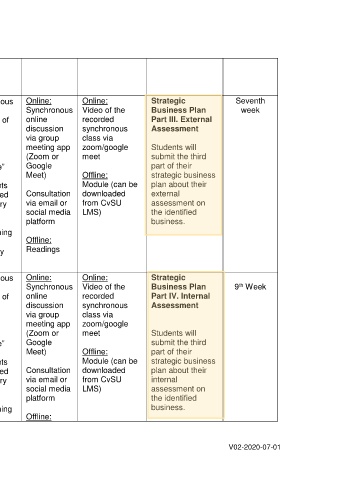 ous
of
e"
ts
ed
ry
ing
y
Online:
Synchronous
online
discussion
via group
meeting app
(Zoom or
Google
Meet)
Consultation
via email or
social media
platform
Offline:
Readings
Online:
Video of the
recorded
synchronous
class via
zoom/google
meet
Offline:
Module (can be
downloaded
from CvSU
LMS)
Strategic
Business Plan
Part III. External
Assessment
Students will
submit the third
part of their
strategic business
plan about their
external
assessment on
the identified
business.
Seventh
week
ous
of
e"
ts
ed
ry
ing
Online:
Synchronous
online
discussion
via group
meeting app
(Zoom or
Google
Meet)
Consultation
via email or
social media
platform
Offline:
Online:
Video of the
recorded
synchronous
class via
zoom/google
meet
Offline:
Module (can be
downloaded
from CvSU
LMS)
Strategic
Business Plan
Part IV. Internal
Assessment
Students will
submit the third
part of their
strategic business
plan about their
internal
assessment on
the identified
business.
9th Week
V02-2020-07-01